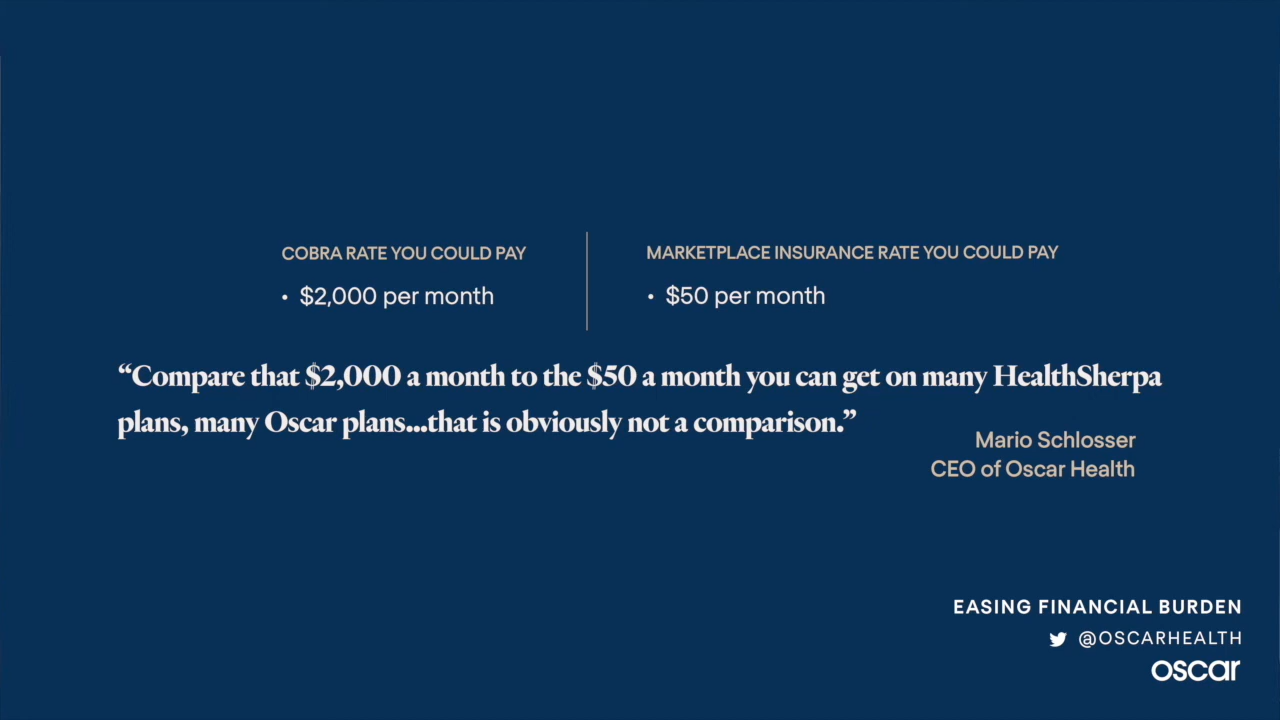 COBRA RATE YOU COULD PAY
• $2,000 per month
MARKETPLACE INSURANCE RATE YOU COULD PAY
• $50 per month
“Compare that $2,000 a month to the $50 a month you can get on many HealthSherpa
plans, many Oscar plans...that is obviously not a comparison.”
Mario Schlosser
CEO of Oscar Health
EASING FINANCIAL BURDEN
@OSCARHEALTH
oscar